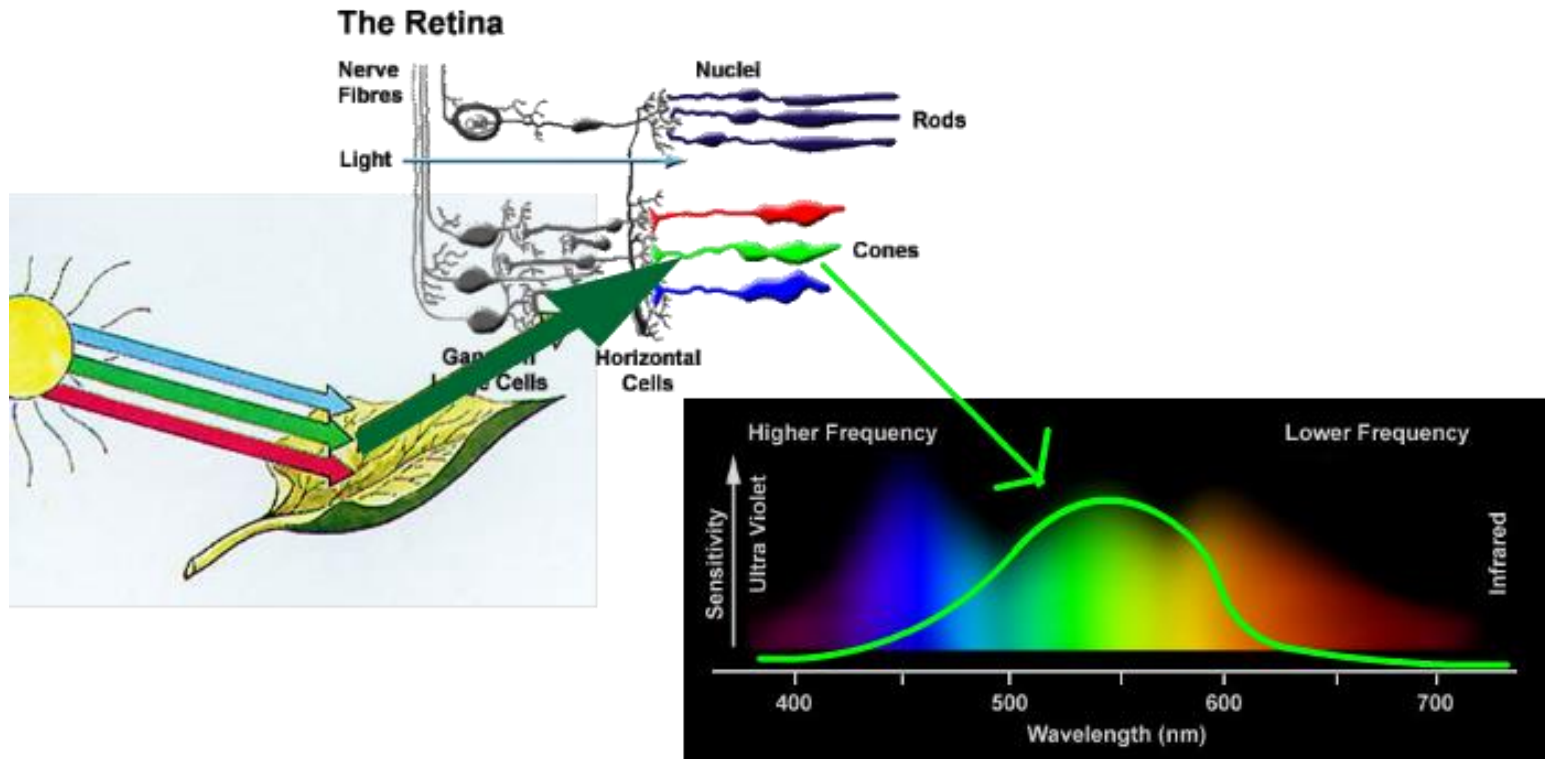 The Retina
Nerve
Fibres
Nuclei
Rods
Light
Cones
Horizontal
Cells
Cells
Higher Frequency
Lower Frequency
Sensitivity
Ultra Violet
Infrared
400
500
600
700
Wavelength (nm)